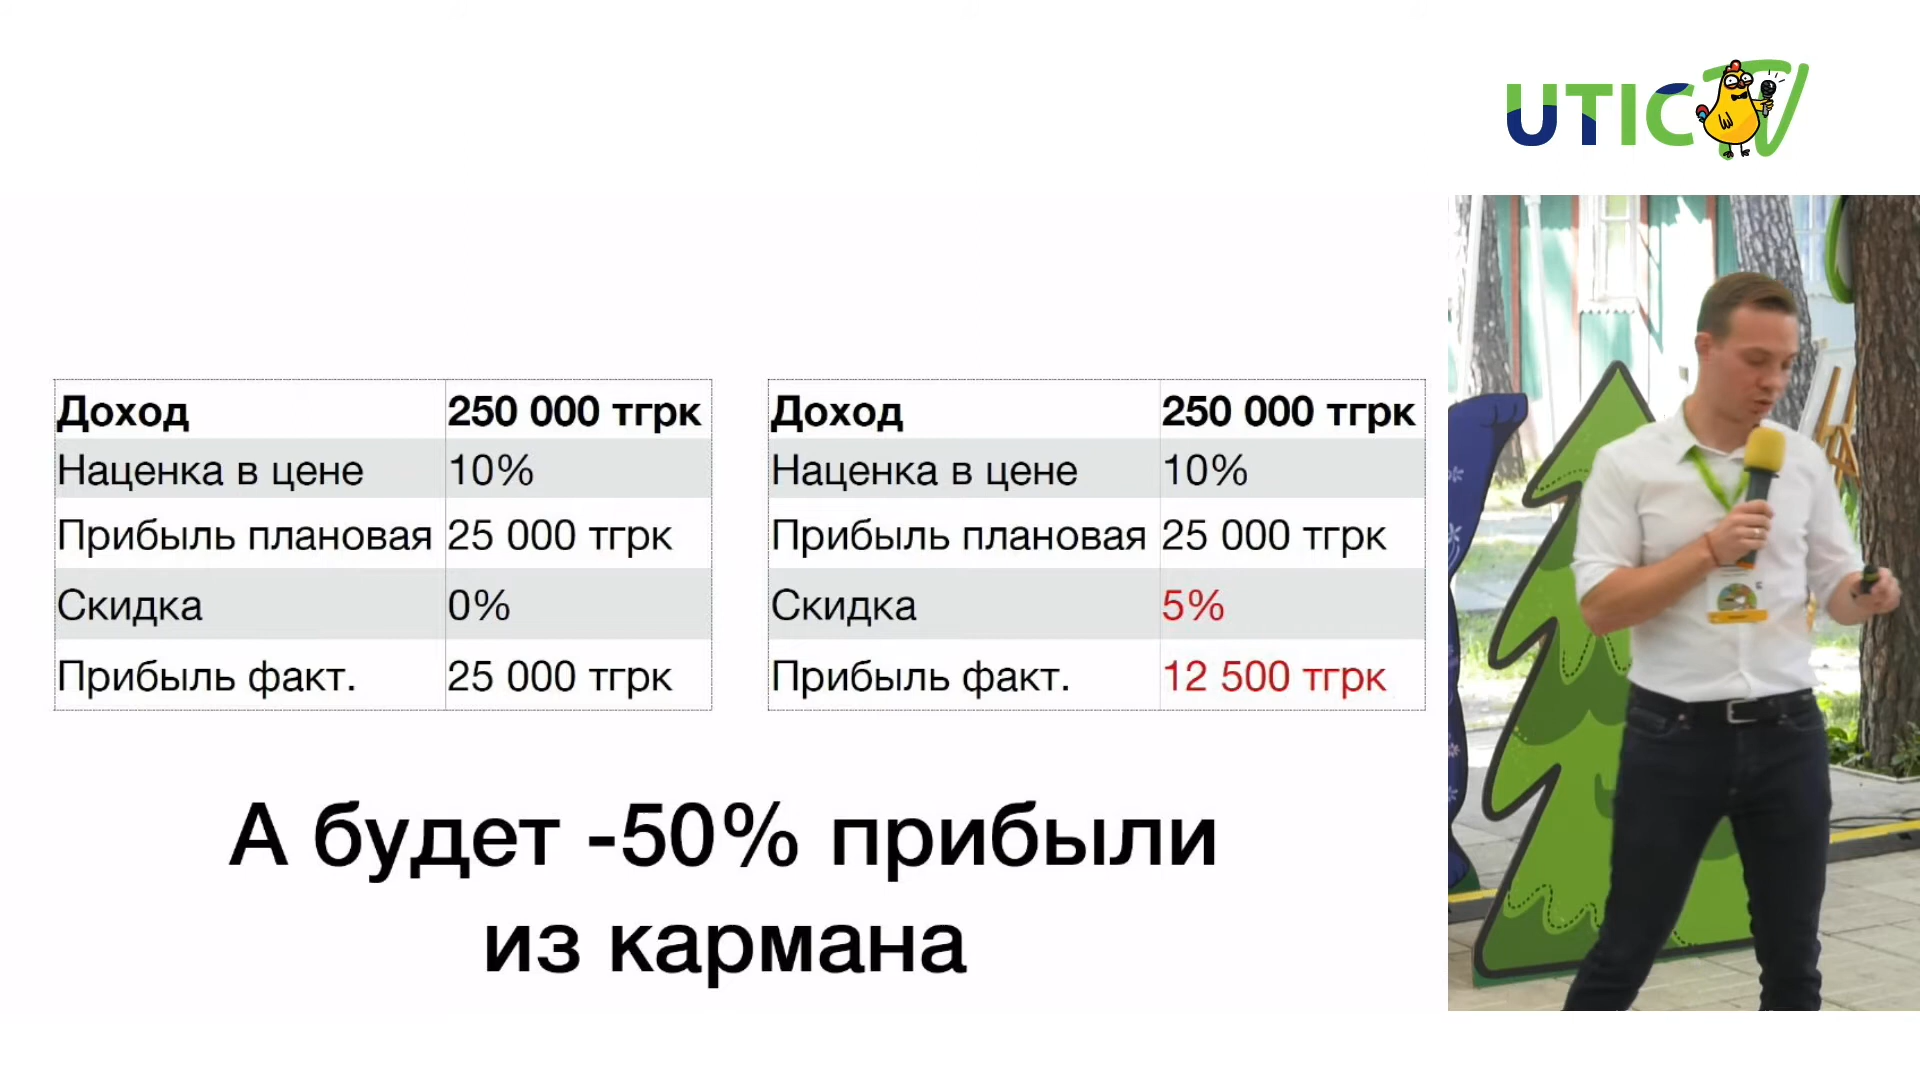 UTIC TV
Доход 250 000 тгрк
Наценка в цене 10%
Прибыль плановая 25 000 тгрк
Скидка 0%
Прибыль факт. 25 000 тгрк
Доход 250 000 тгрк
Наценка в цене 10%
Прибыль плановая 25 000 тгрк
Скидка 5%
Прибыль факт. 12 500 тгрк
А будет -50% прибыли
из кармана